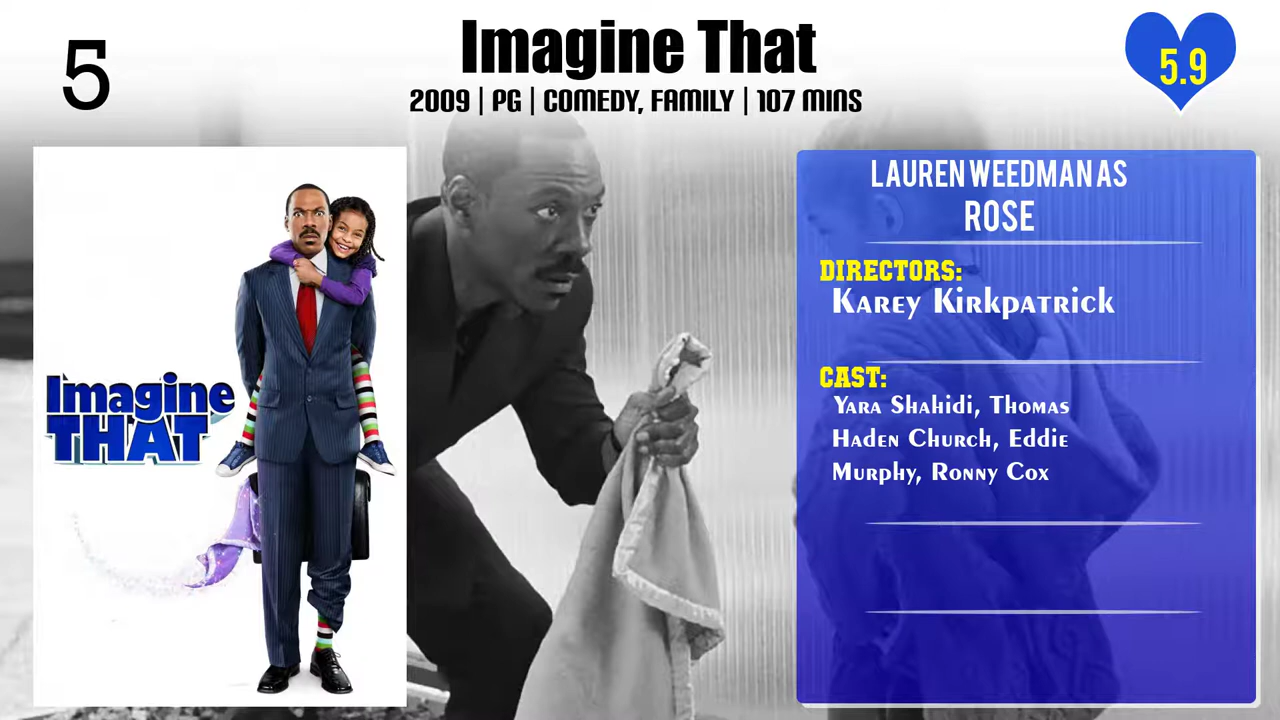 5
Imagine That
2009 | PG | COMEDY, FAMILY | 107 MINS
5.9
Imagine
THAT
LAUREN WEEDMAN AS
ROSE
DIRECTORS:
Karey Kirkpatrick
CAST:
Yara Shahidi, Thomas
Haden Church, Eddie
Murphy, Ronny Cox